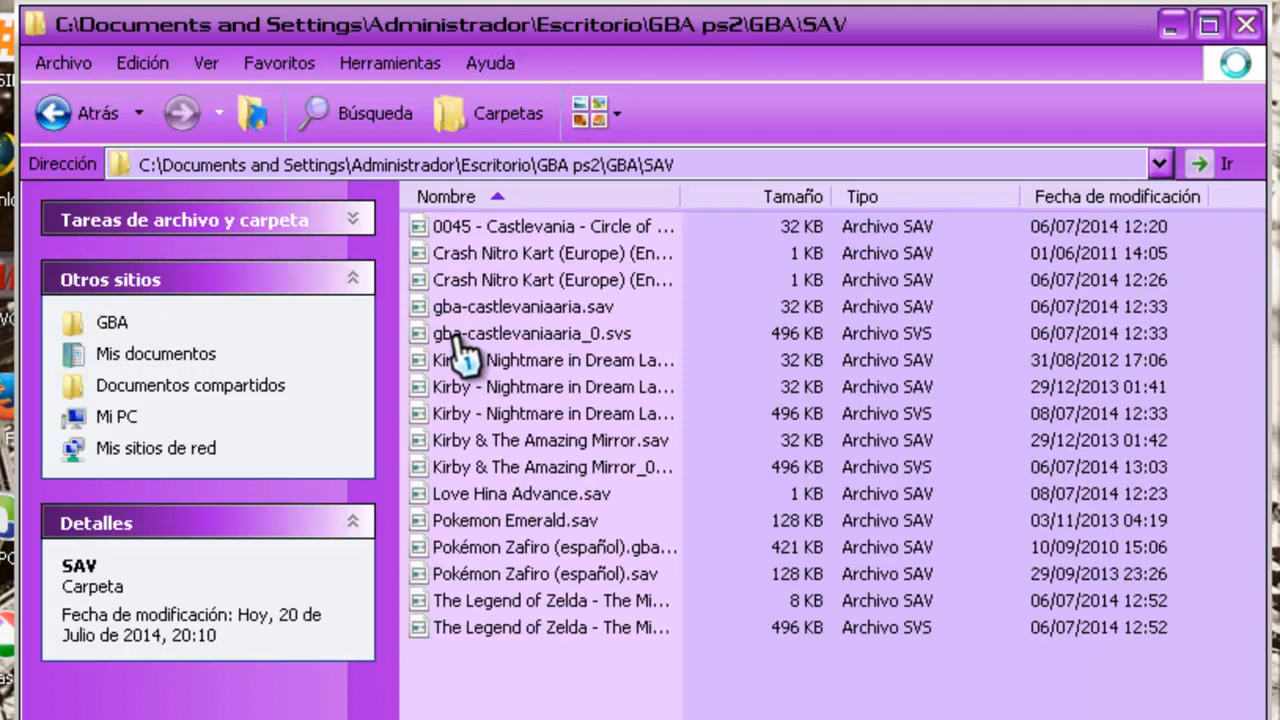 C:\Documents and Settings\Administrador\Escritorio\GBA ps2\GBA\SAV
Archivo Edición Ver Favoritos Herramientas Ayuda
Atrás Búsqueda Carpetas
Dirección C:\Documents and Settings\Administrador\Escritorio\GBA ps2\GBA\SAV Ir
Tareas de archivo y carpeta
Otros sitios
GBA
Mis documentos
Documentos compartidos
Mi PC
Mis sitios de red
Detalles
SAV
Carpeta
Fecha de modificación: Hoy, 20 de
Julio de 2014, 20:10
Nombre Tamaño Tipo Fecha de modificación
0045 - Castlevania - Circle of ... 32 KB Archivo SAV 06/07/2014 12:20
Crash Nitro Kart (Europe) (En... 1 KB Archivo SAV 01/06/2011 14:05
Crash Nitro Kart (Europe) (En... 1 KB Archivo SAV 06/07/2014 12:26
gba-castlevaniaaria.sav 32 KB Archivo SAV 06/07/2014 12:33
gba-castlevaniaaria_0.svs 496 KB Archivo SVS 06/07/2014 12:33
Nightmare in Dream La... 32 KB Archivo SAV 31/08/2012 17:06
Kirby - Nightmare in Dream La... 32 KB Archivo SAV 29/12/2013 01:41
Kirby - Nightmare in Dream La... 496 KB Archivo SVS 08/07/2014 12:33
Kirby & The Amazing Mirror.sav 32 KB Archivo SAV 29/12/2013 01:42
Kirby & The Amazing Mirror_0... 496 KB Archivo SVS 06/07/2014 13:03
Love Hina Advance.sav 1 KB Archivo SAV 08/07/2014 12:23
Pokemon Emerald.sav 128 KB Archivo SAV 03/11/2013 04:19
Pokémon Zafiro (español).gba... 421 KB Archivo SAV 10/09/2010 15:06
Pokémon Zafiro (español).sav 128 KB Archivo SAV 29/09/2013 23:26
The Legend of Zelda - The Mi... 8 KB Archivo SAV 06/07/2014 12:52
The Legend of Zelda - The Mi... 496 KB Archivo SVS 06/07/2014 12:52